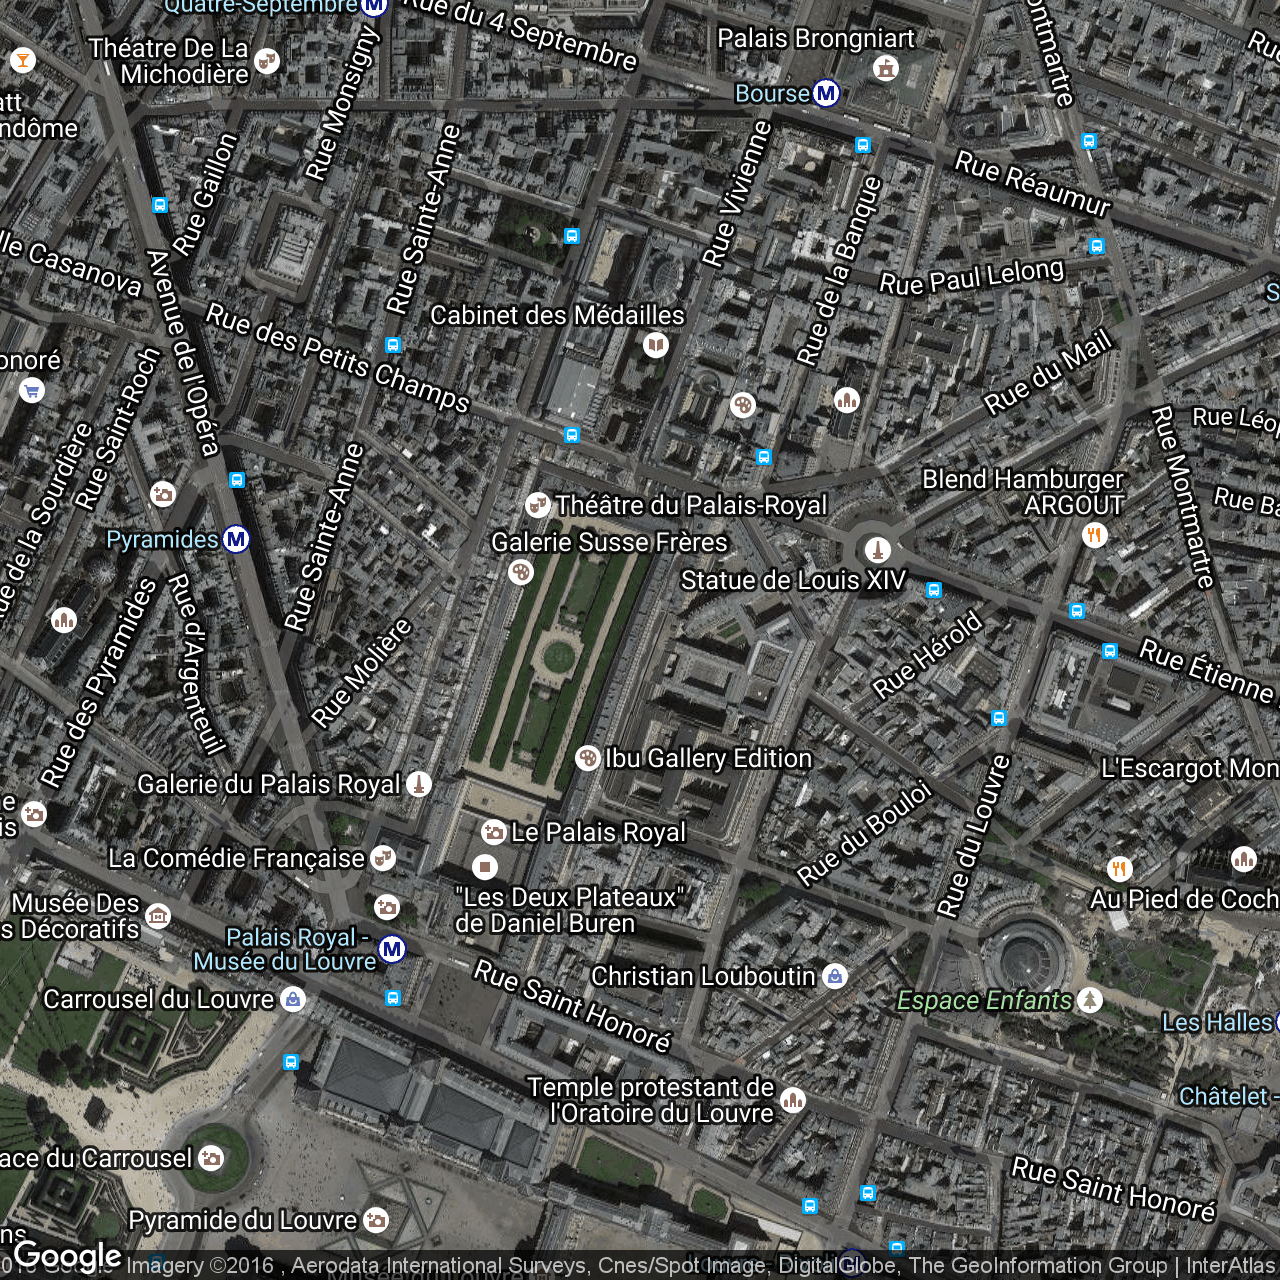 Quatre-Septembre
Rue du 4 Septembre
Palais Brongniart
Théatre De La
Michodière
Bourse
Rue Monsigny
Rue Gaillon
Rue Sainte-Anne
Rue Vivienne
Rue de la Banque
Rue Réaumur
Rue Paul Lelong
Avenue de l'Opéra
Rue des Petits Champs
Cabinet des Médailles
Rue du Mail
Rue Saint-Roch
Rue Montmartre
Blend Hamburger
ARGOUT
Théâtre du Palais-Royal
Galerie Susse Frères
Pyramides
Rue Sainte-Anne
Statue de Louis XIV
Rue des Pyramides
Rue d'Argenteuil
Rue Molière
Rue Hérold
Rue Étienne
Ibu Gallery Edition
Galerie du Palais Royal
L'Escargot
Rue du Louvre
Rue du Bouloi
Le Palais Royal
La Comédie Française
"Les Deux Plateaux"
de Daniel Buren
Musée Des
s Décoratifs
Au Pied de
Palais Royal -
Musée du Louvre
Rue Saint Honoré
Christian Louboutin
Carrousel du Louvre
Espace Enfants
Les Halles
Temple protestant de
l'Oratoire du Louvre
Châtelet -
ace du Carrousel
Rue Saint Honoré
Pyramide du Louvre
Google
Imagery ©2016 , Aerodata International Surveys, Cnes/Spot Image, DigitalGlobe, The GeoInformation Group | InterAtlas